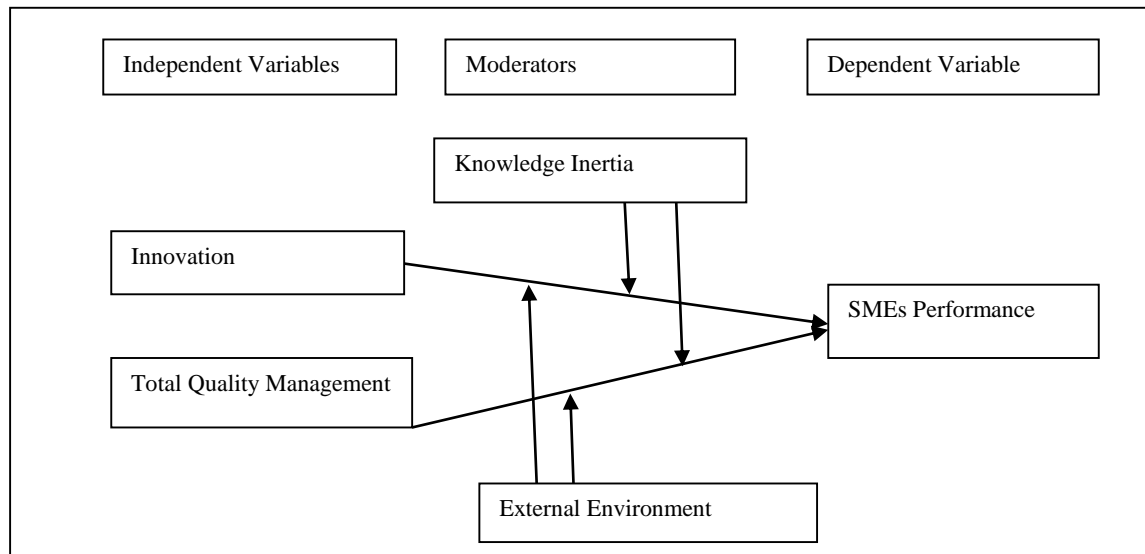 Independent Variables
Moderators
Dependent Variable
Knowledge Inertia
Innovation
SMEs Performance
Total Quality Management
External Environment